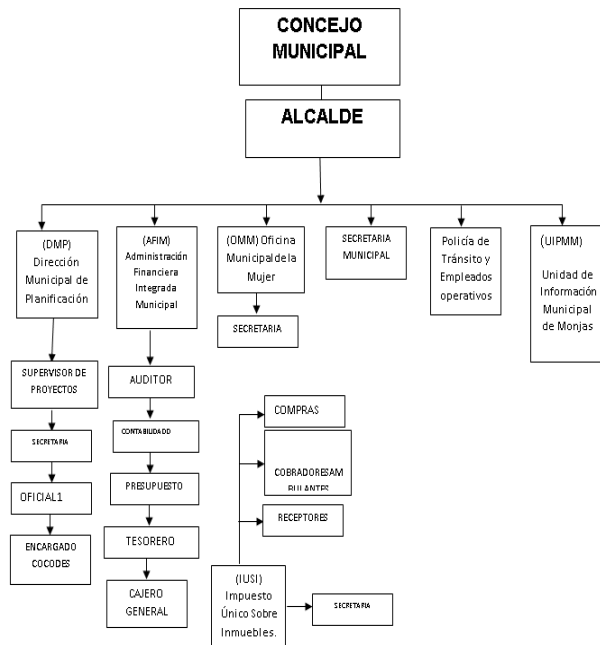 CONCEJO
MUNICIPAL
ALCALDE
(DMP)
Dirección
Municipal de
Planificación
(AFIM)
Administración
Financiera
Integrada
Municipal
(OMM) Oficina
Municipal de la
Mujer
SECRETARIA
MUNICIPAL
Policía de
Tránsito y
Empleados
operativos
(UIPMM)
Unidad de
Información
Municipal
de Monjas
SECRETARIA
SUPERVISOR DE
PROYECTOS
AUDITOR
COMPRAS
SECRETARIA
CONTABILIDADD
COBRADORESAM
BULANTES
OFICIAL1
PRESUPUESTO
RECEPTORES
ENCARGADO
COCODES
TESORERO
(IUSI)
Impuesto
Único Sobre
Inmuebles.
CAJERO
GENERAL
SECRETARIA